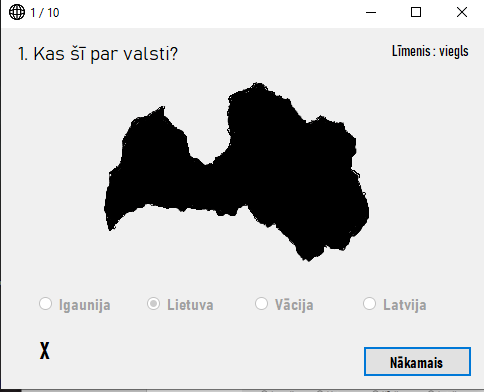 1 / 10
1. Kas šī par valsti?
Līmenis : viegls
Igaunija
Lietuva
Vācija
Latvija
X
Nākamais